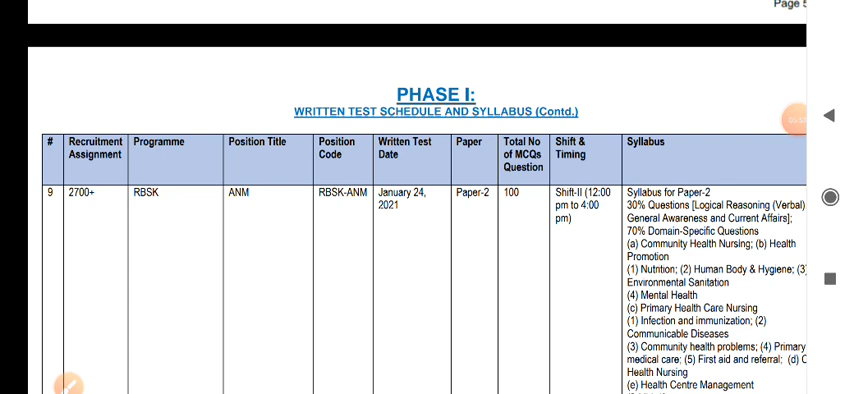 Page
PHASE I:
WRITTEN TEST SCHEDULE AND SYLLABUS (Contd.)
# Recruitment Assignment Programme Position Title Position Code Written Test Date Paper Total No of MCQs Question Shift & Timing Syllabus
9 2700+ RBSK ANM RBSK-ANM January 24, 2021 Paper-2 100 Shift-II (12:00 pm to 4:00 pm)
Syllabus for Paper-2
30% Questions [Logical Reasoning (Verbal)
General Awareness and Current Affairs];
70% Domain-Specific Questions
(a) Community Health Nursing; (b) Health
Promotion
(1) Nutrition; (2) Human Body & Hygiene; (3)
Environmental Sanitation
(4) Mental Health
(c) Primary Health Care Nursing
(1) Infection and immunization; (2)
Communicable Diseases
(3) Community health problems; (4) Primary
medical care; (5) First aid and referral; (d) C
Health Nursing
(e) Health Centre Management